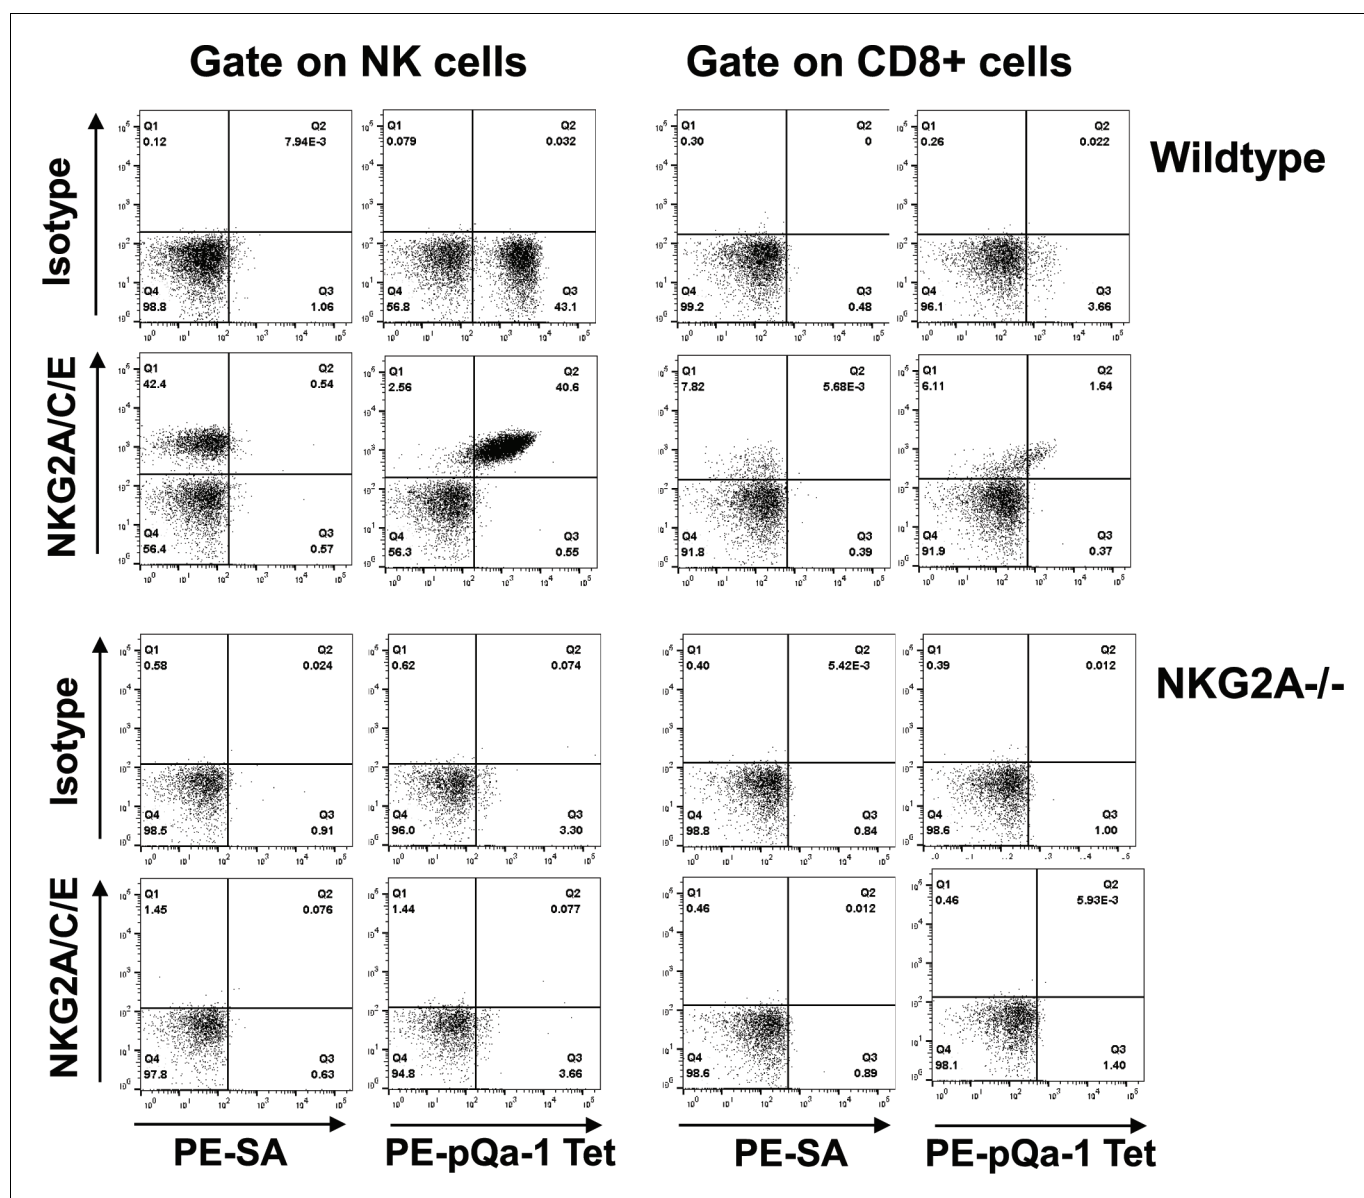 Gate on NK cells
Gate on CD8+ cells
Wildtype
Isotype
Q1
0.12
Q2
7.94E-3
Q4
98.8
Q3
1.06
Q1
0.079
Q2
0.032
Q4
56.8
Q3
43.1
Q1
0.30
Q2
0
Q4
99.2
Q3
0.48
Q1
0.26
Q2
0.022
Q4
96.1
Q3
3.66
NKG2A/C/E
Q1
42.4
Q2
0.54
Q4
56.4
Q3
0.57
Q1
2.56
Q2
40.6
Q4
56.3
Q3
0.55
Q1
7.82
Q2
5.68E-3
Q4
91.8
Q3
0.39
Q1
6.11
Q2
1.64
Q4
91.9
Q3
0.37
NKG2A-/-
Isotype
Q1
0.58
Q2
0.024
Q4
98.5
Q3
0.91
Q1
0.62
Q2
0.074
Q4
96.0
Q3
3.30
Q1
0.40
Q2
5.42E-3
Q4
98.8
Q3
0.84
Q1
0.39
Q2
0.012
Q4
98.6
Q3
1.00
NKG2A/C/E
Q1
1.45
Q2
0.076
Q4
97.8
Q3
0.63
Q1
1.44
Q2
0.077
Q4
94.8
Q3
3.66
Q1
0.46
Q2
0.012
Q4
98.6
Q3
0.89
Q1
0.46
Q2
5.93E-3
Q4
98.1
Q3
1.40
PE-SA
PE-pQa-1 Tet
PE-SA
PE-pQa-1 Tet